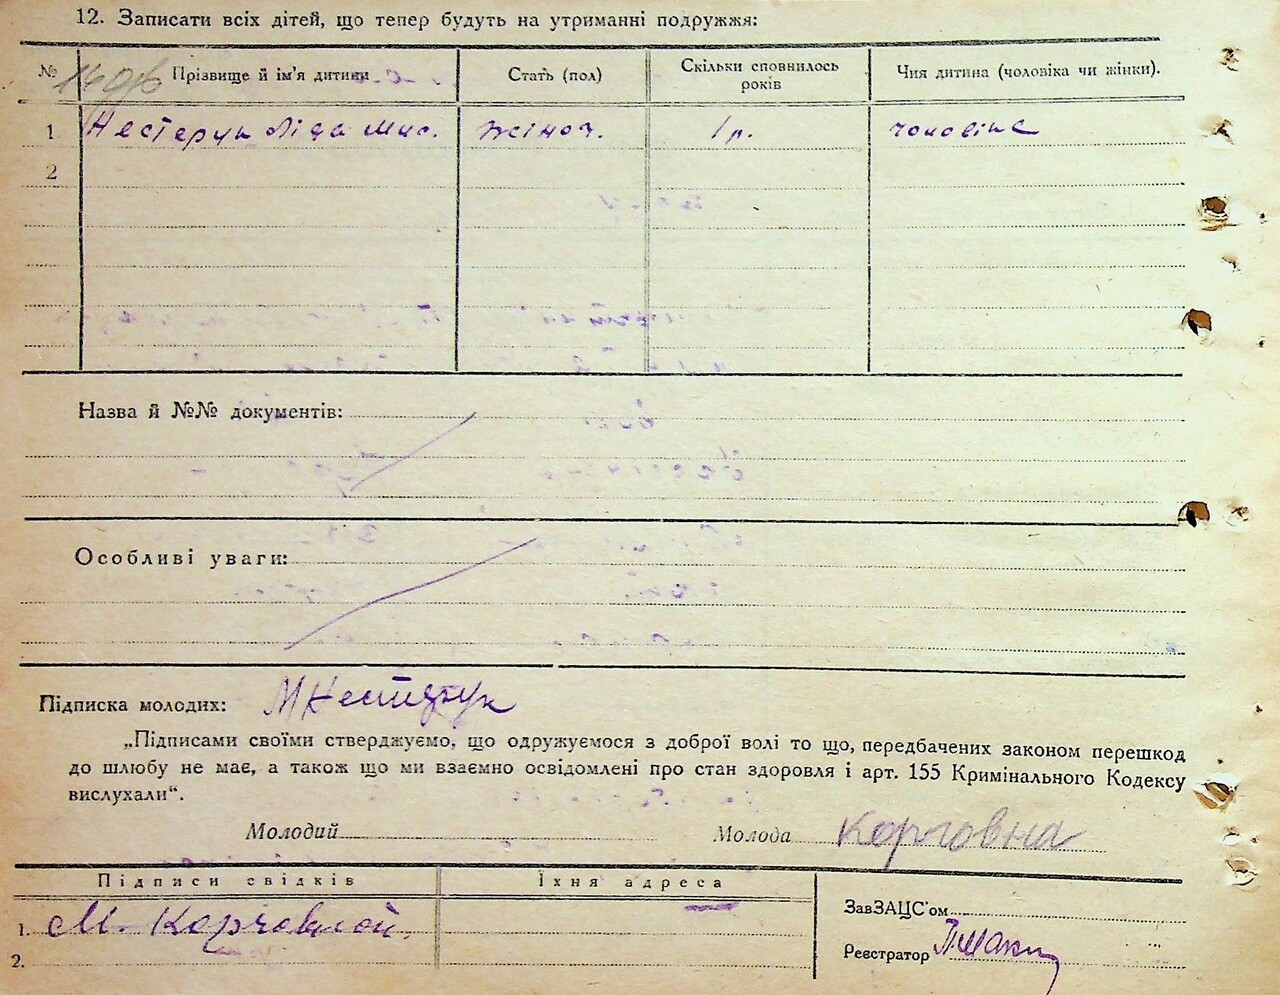 12. Записати всіх дітей, що тепер будуть на утриманні подружжя:
№ Прізвище й ім'я дитини Стать (пол) Скільки сповнилось років Чия дитина (чоловіка чи жінки).
1 Нестерук Ліда Мик. жіноч. 1 р. чоловіка
2
Назва й №№ документів:
Особливі уваги:
Підписка молодих: М Нестерук
„Підписами своїми стверджуємо, що одружуємося з доброї волі то що, передбачених законом перешкод
до шлюбу не має, а також що ми взаємно освідомлені про стан здоровля і арт. 155 Кримінального Кодексу
вислухали“.
Молодий Молода
Підписи свідків Їхня адреса
ЗавЗАЦС'ом
1. М.
Реєстратор
2.